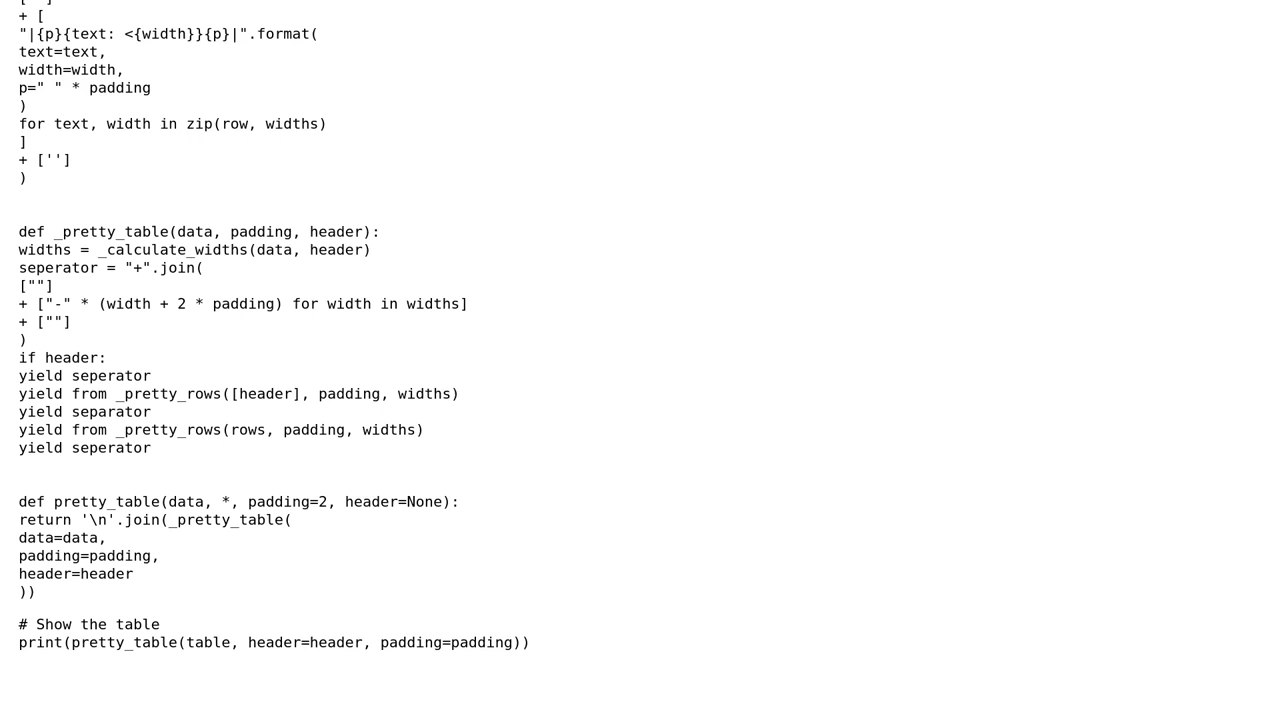 + [
"|{p}{text: <{width}}{p}|".format(
text=text,
width=width,
p=" " * padding
)
for text, width in zip(row, widths)
]
+ ['']
)
def _pretty_table(data, padding, header):
widths = _calculate_widths(data, header)
seperator = "+".join(
[""]
+ ["-" * (width + 2 * padding) for width in widths]
+ [""]
)
if header:
yield seperator
yield from _pretty_rows([header], padding, widths)
yield separator
yield from _pretty_rows(rows, padding, widths)
yield seperator
def pretty_table(data, *, padding=2, header=None):
return '\n'.join(_pretty_table(
data=data,
padding=padding,
header=header
))
# Show the table
print(pretty_table(table, header=header, padding=padding))